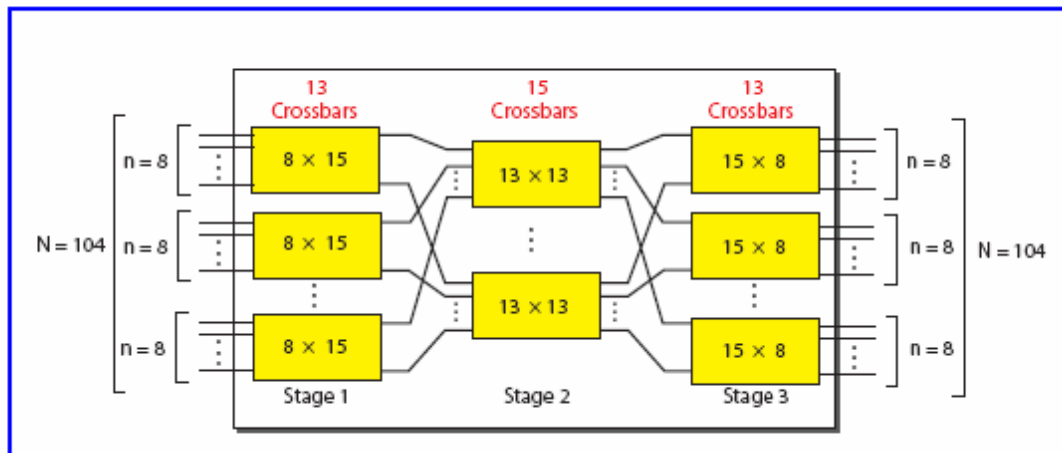 13 Crossbars
15 Crossbars
13 Crossbars
n = 8
8 × 15
13 × 13
15 × 8
n = 8
N = 104
n = 8
8 × 15
15 × 8
n = 8
N = 104
13 × 13
n = 8
8 × 15
15 × 8
n = 8
Stage 1
Stage 2
Stage 3